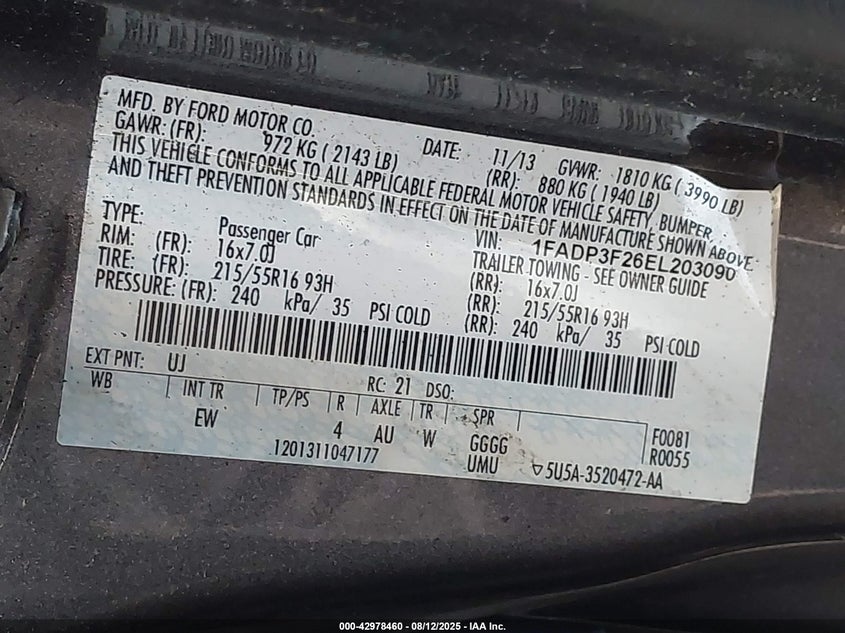 MFD. BY FORD MOTOR CO. DATE: 11/13 GVWR: 1810 KG ( 3990 LB)
GAWR: (FR): 972 KG ( 2143 LB) (RR): 880 KG ( 1940 LB)
THIS VEHICLE CONFORMS TO ALL APPLICABLE FEDERAL MOTOR VEHICLE SAFETY, BUMPER,
AND THEFT PREVENTION STANDARDS IN EFFECT ON THE DATE OF MANUFACTURE SHOWN ABOVE.
VIN: 1FADP3F26EL203090
TYPE: Passenger Car TRAILER TOWING - SEE OWNER GUIDE
RIM: (FR): 16x7.0J (RR): 16x7.0J
TIRE: (FR): 215/55R16 93H (RR): 215/55R16 93H
PRESSURE: (FR): 240 kPa/ 35 PSI COLD (RR): 240 kPa/ 35 PSI COLD
EXT PNT: UJ RC: 21 DSO:
WB INT TR TP/PS R AXLE TR SPR
EW 4 AU W GGGG F0081
1201311047177 UMU R0055
5U5A-3520472-AA
000-42978460 - 08/12/2025 - IAA Inc.